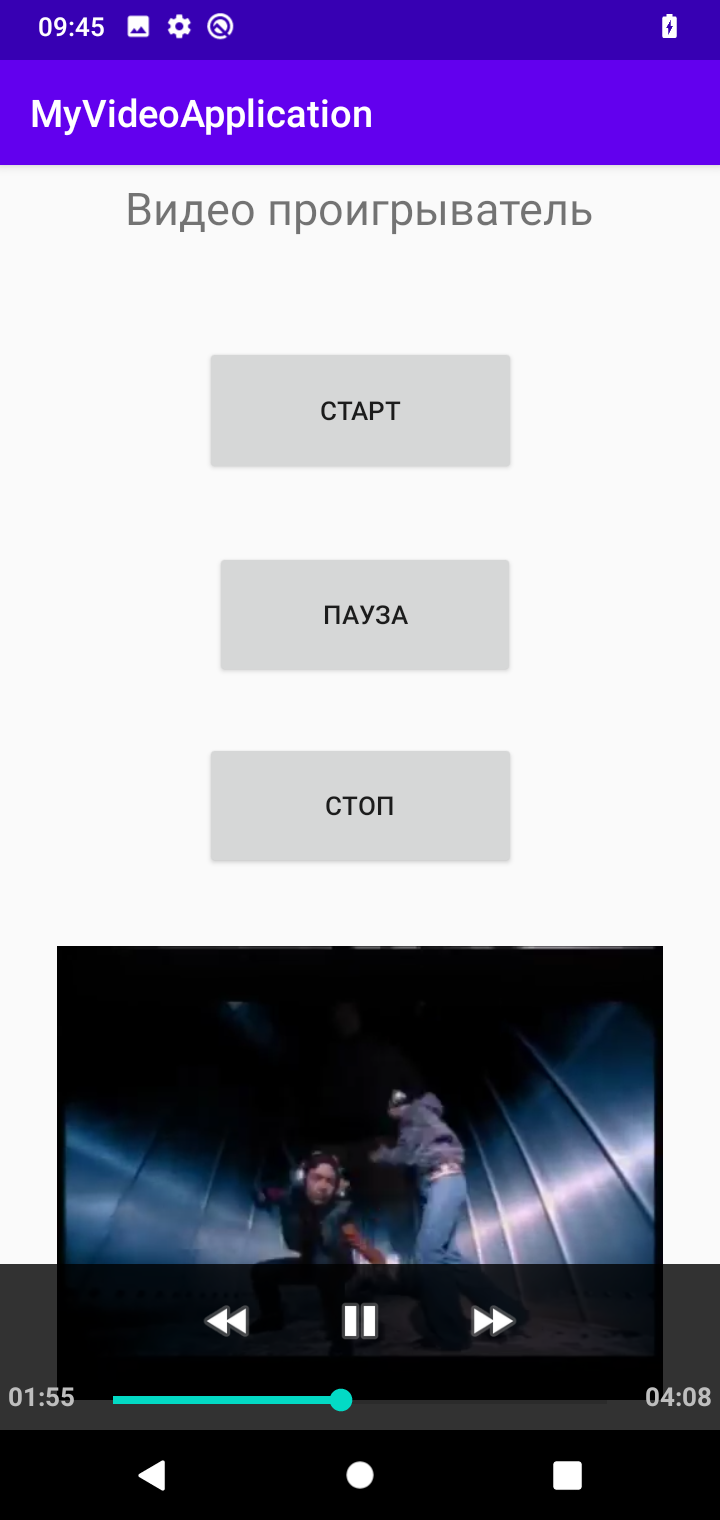 09:45
MyVideoApplication
Видео проигрыватель
СТАРТ
ПАУЗА
СТОП
01:55
04:08